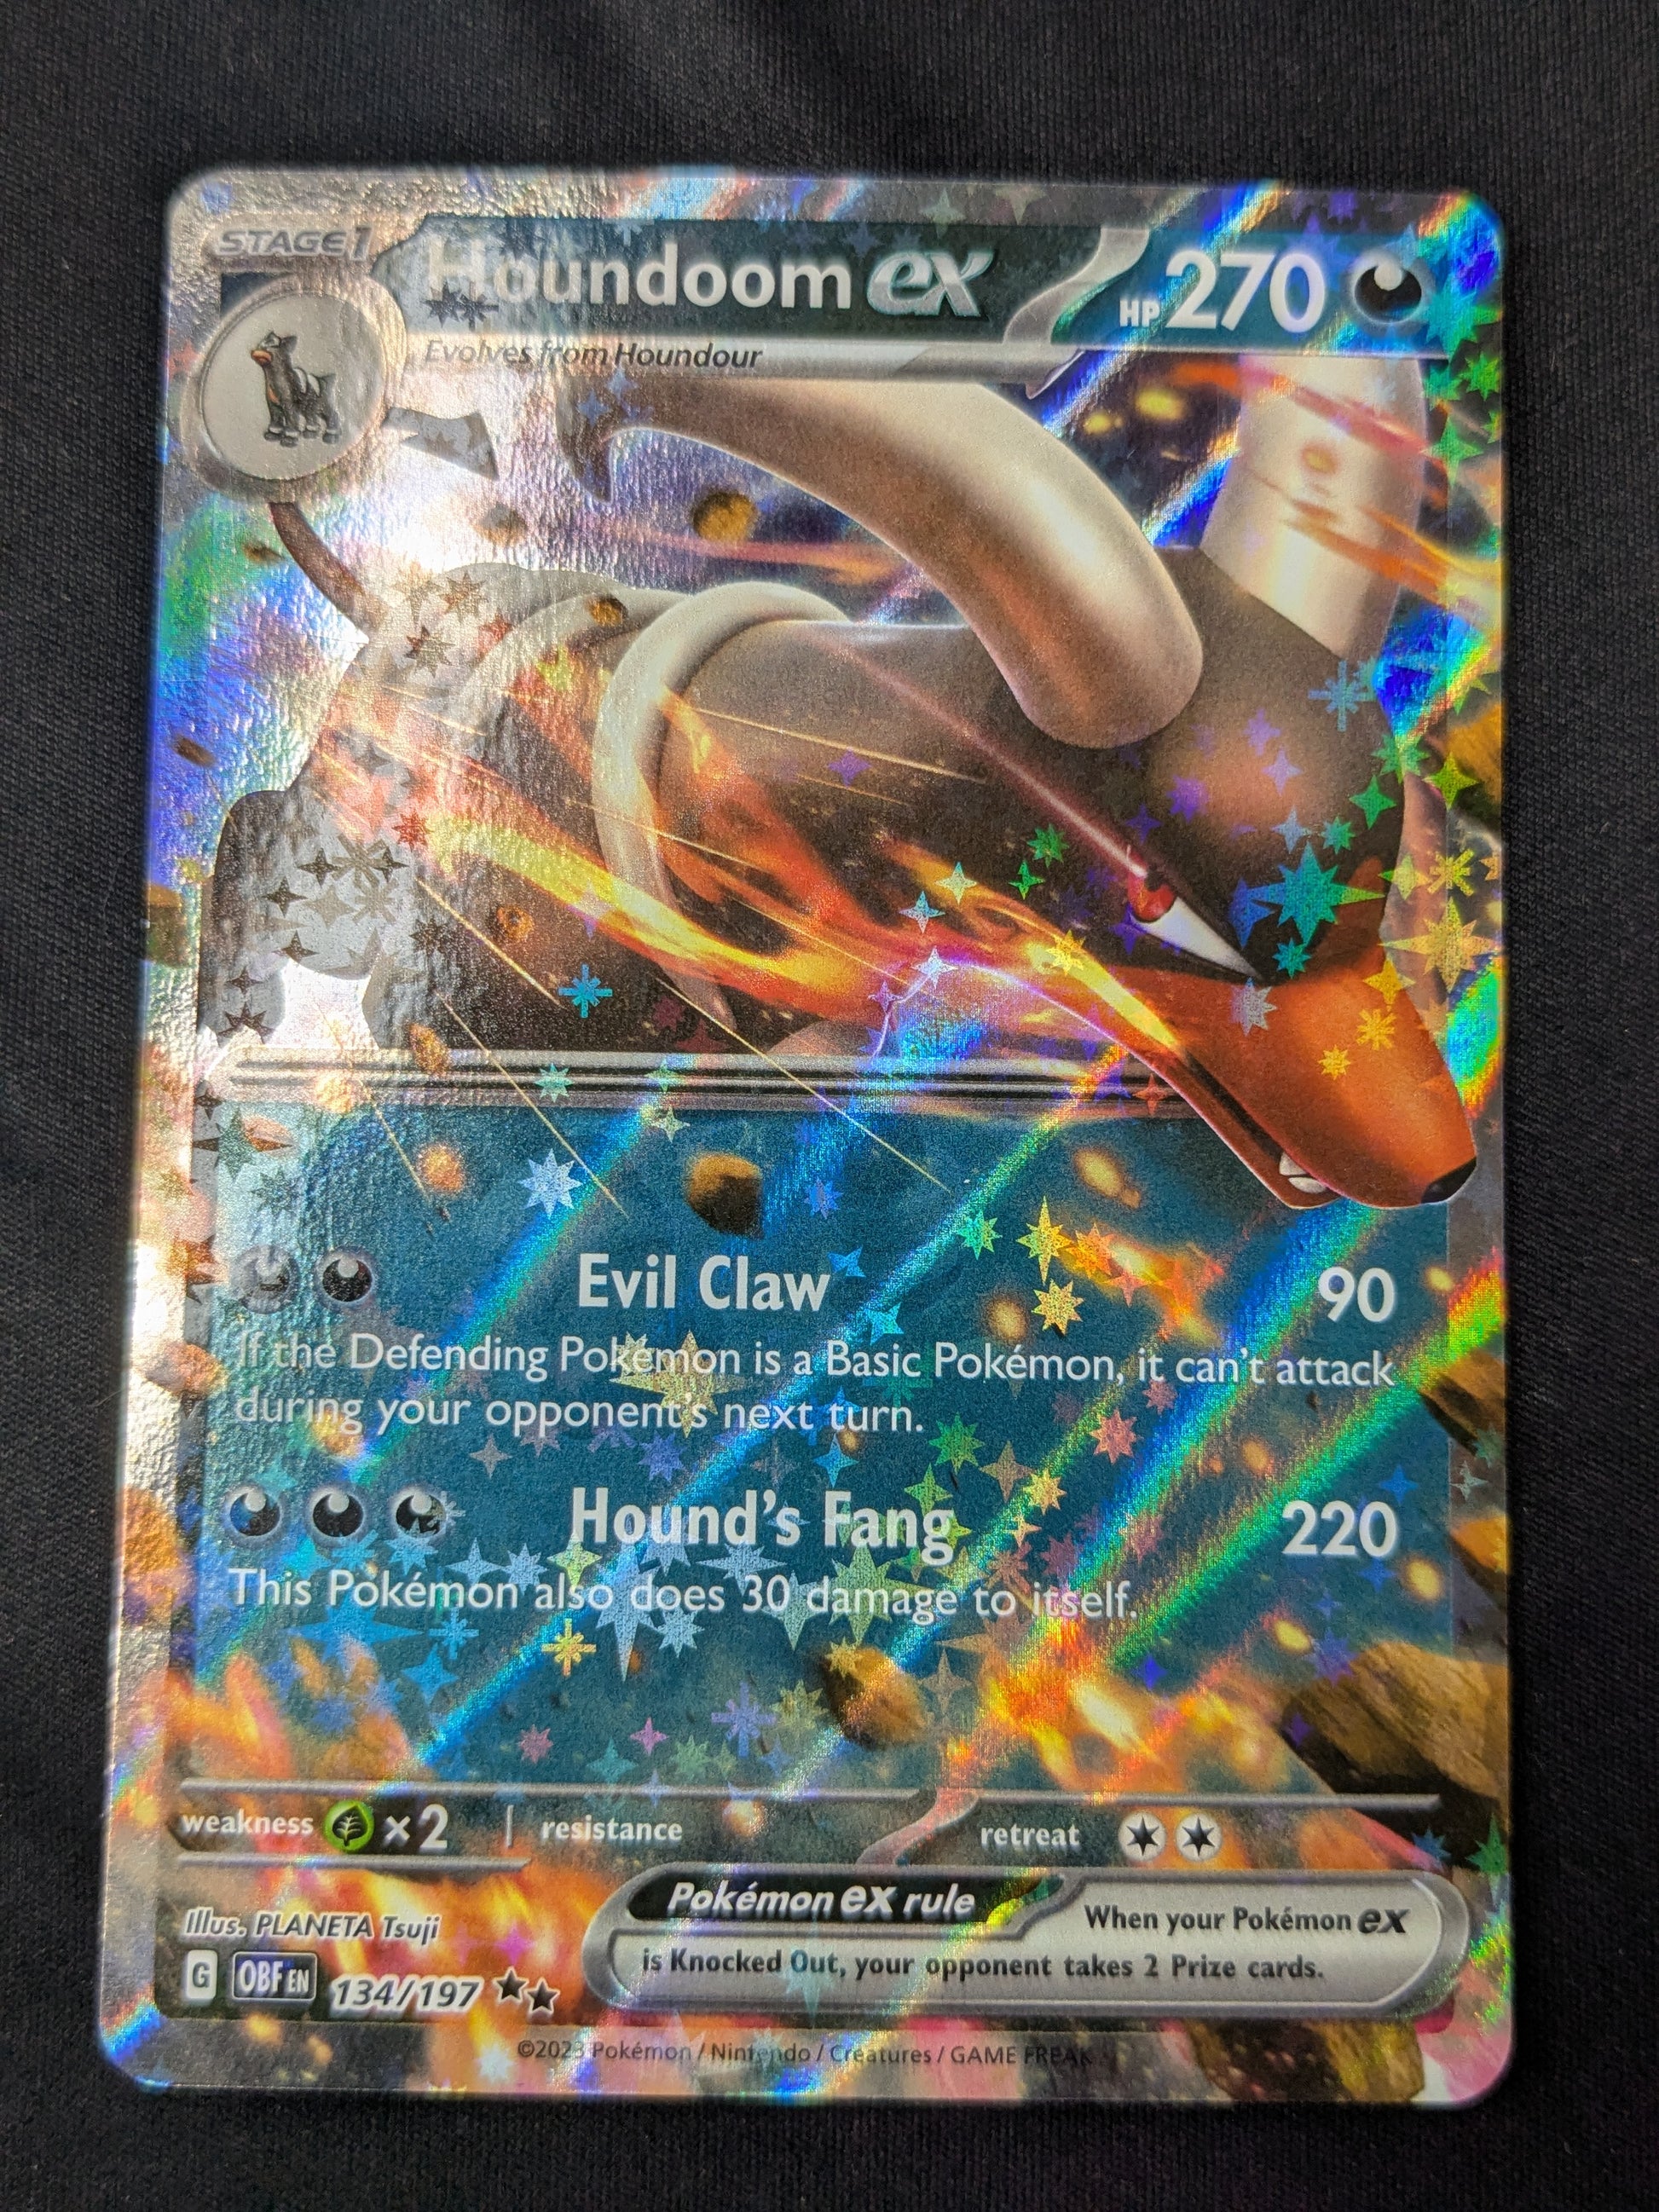 STAGE1
Houndoom ex HP 270
Evolves from Houndour
Evil Claw 90
If the Defending Pokémon is a Basic Pokémon, it can't attack
during your opponent's next turn.
Hound's Fang 220
This Pokémon also does 30 damage to itself.
weakness ×2 | resistance retreat
Illus. PLANETA Tsuji
Pokémon ex rule When your Pokémon ex
is Knocked Out, your opponent takes 2 Prize cards.
G OBF EN 134/197
©2023 Pokémon / Nintendo / Creatures / GAME FREAK